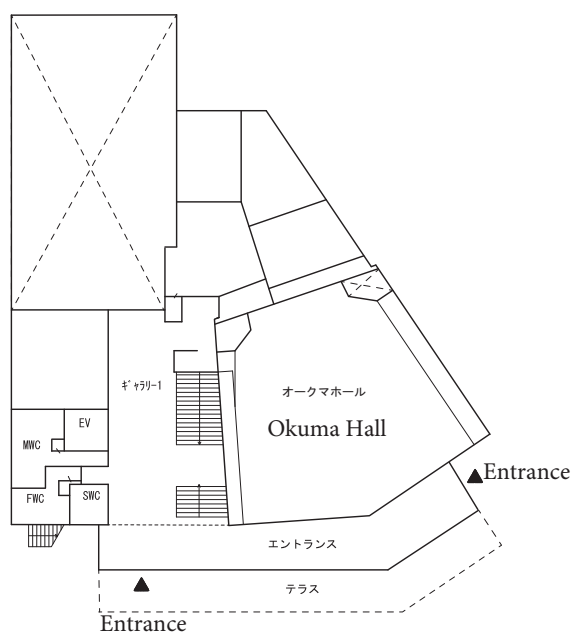 ｷﾞｬﾗﾘｰ1
オークマホール
Okuma Hall
EV
MWC
FWC
SWC
Entrance
エントランス
テラス
Entrance